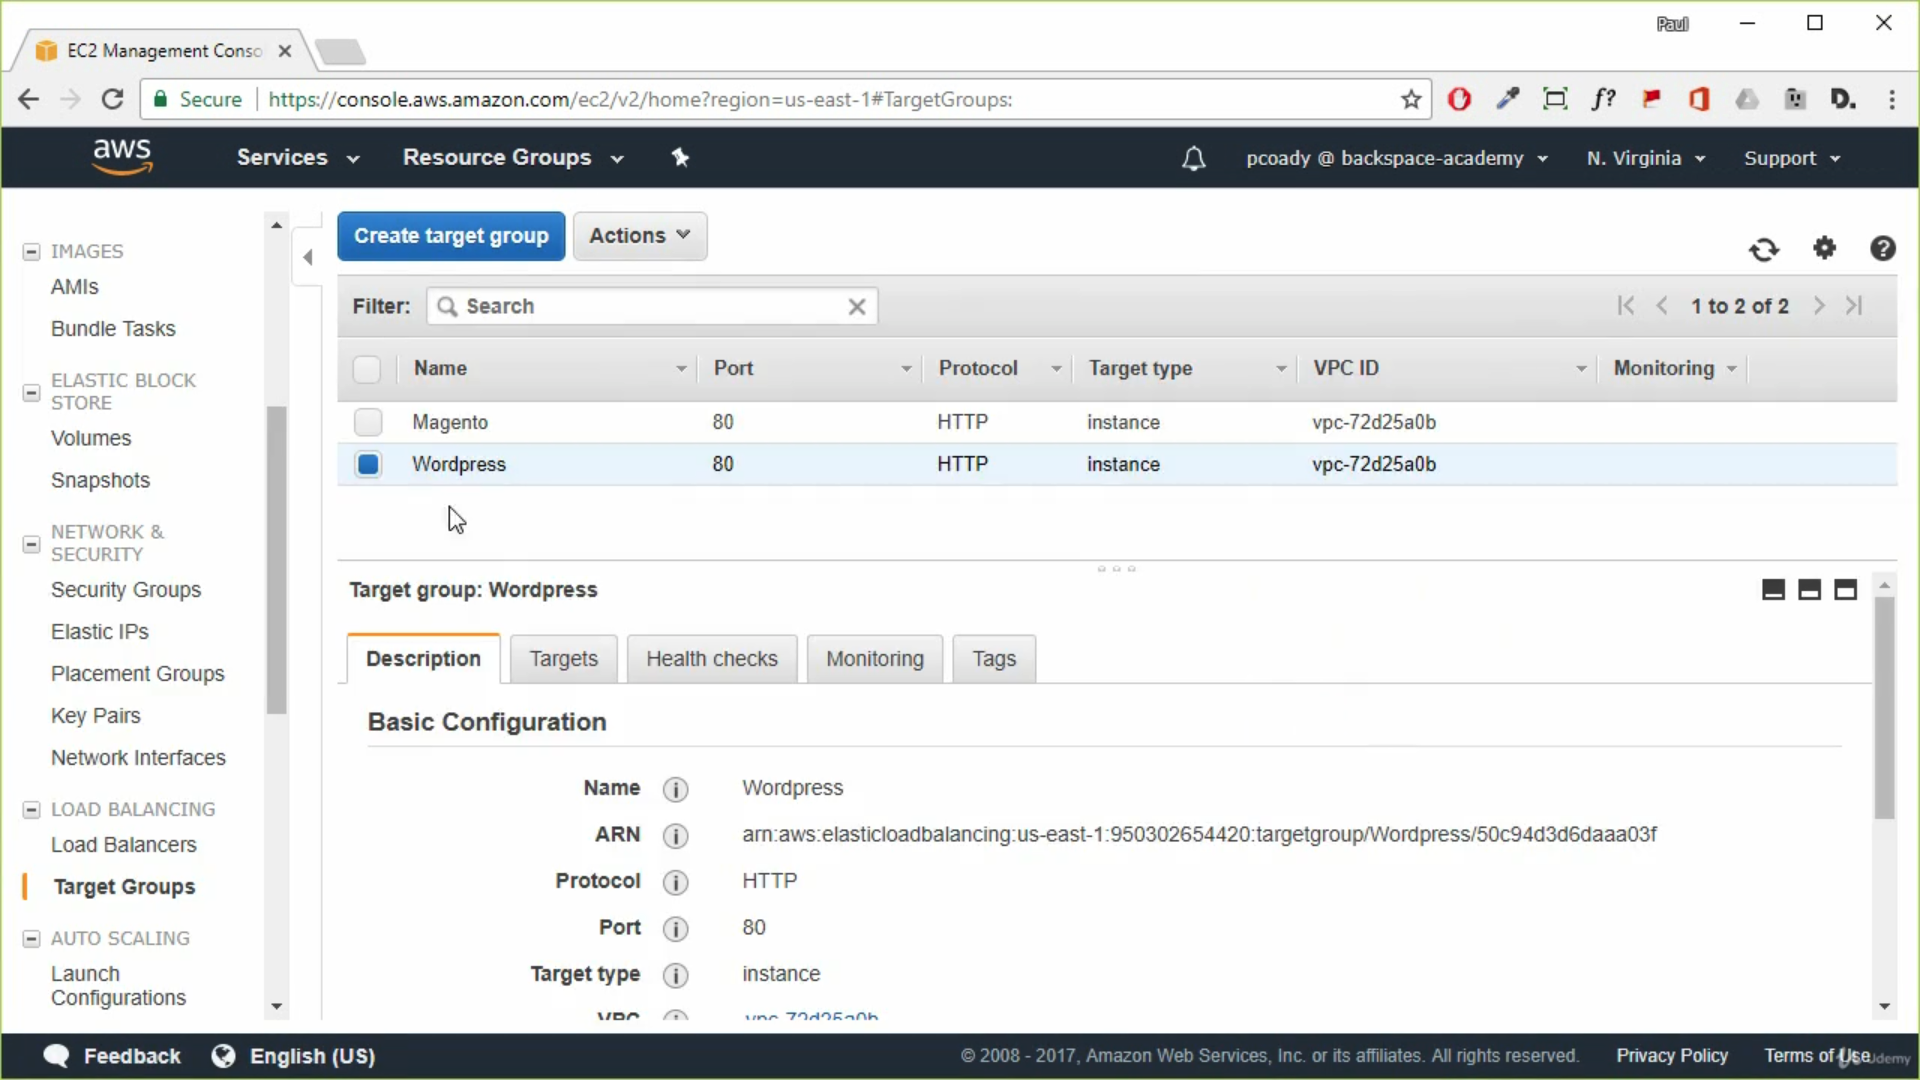 Paul
EC2 Management Conso
Secure
https://console.aws.amazon.com/ec2/v2/home?region=us-east-1#TargetGroups:
f?
D.
aws
Services
Resource Groups
pcoady @ backspace-academy
N. Virginia
Support
IMAGES
AMIs
Bundle Tasks
ELASTIC BLOCK
STORE
Volumes
Snapshots
NETWORK &
SECURITY
Security Groups
Elastic IPs
Placement Groups
Key Pairs
Network Interfaces
LOAD BALANCING
Load Balancers
Target Groups
AUTO SCALING
Launch
Configurations
Create target group
Actions
Filter:
Search
1 to 2 of 2
Name Port Protocol Target type VPC ID Monitoring
Magento 80 HTTP instance vpc-72d25a0b
Wordpress 80 HTTP instance vpc-72d25a0b
Target group: Wordpress
Description
Targets
Health checks
Monitoring
Tags
Basic Configuration
Name Wordpress
ARN arn:aws:elasticloadbalancing:us-east-1:950302654420:targetgroup/Wordpress/50c94d3d6daaa03f
Protocol HTTP
Port 80
Target type instance
VPC vpc-72d25a0b
Feedback
English (US)
© 2008 - 2017, Amazon Web Services, Inc. or its affiliates. All rights reserved.
Privacy Policy
Terms of Use
Udemy